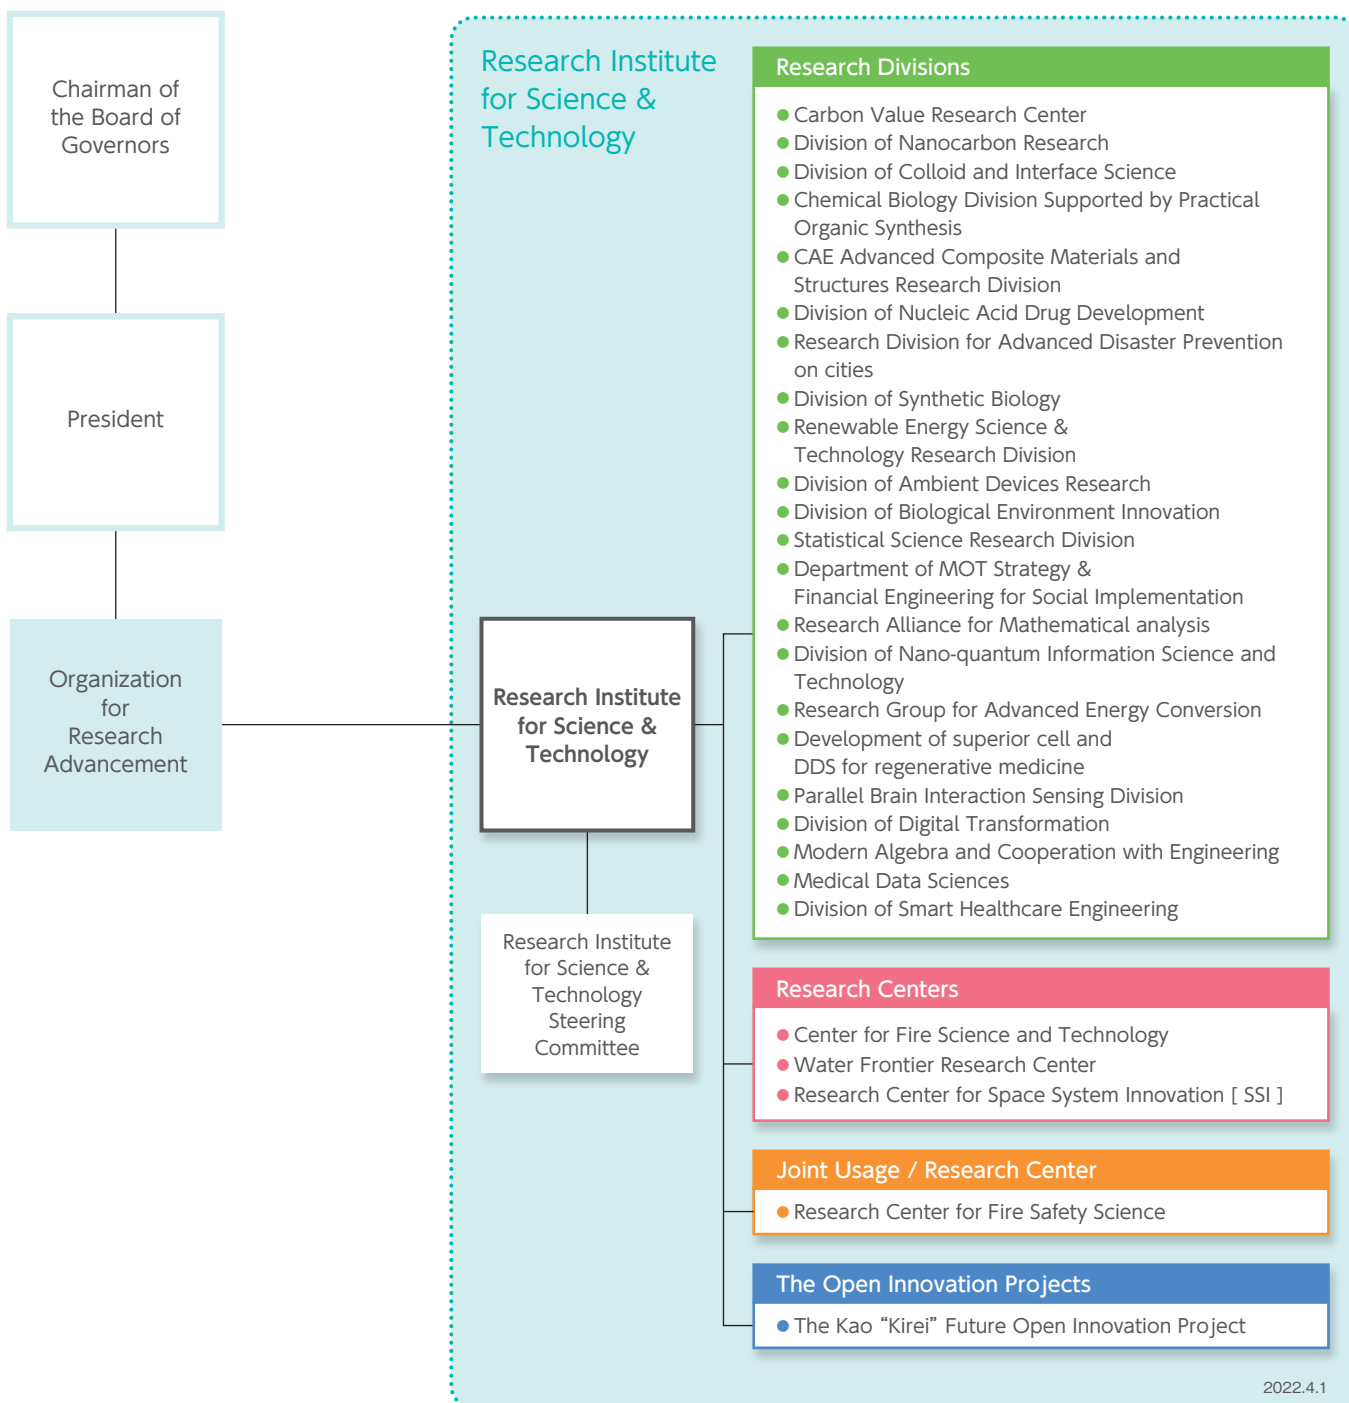 Chairman of
the Board of
Governors
President
Organization
for
Research
Advancement
Research Institute
for Science &
Technology
Research Institute
for Science &
Technology
Research Institute
for Science &
Technology
Steering
Committee
Research Divisions
● Carbon Value Research Center
● Division of Nanocarbon Research
● Division of Colloid and Interface Science
● Chemical Biology Division Supported by Practical
Organic Synthesis
● CAE Advanced Composite Materials and
Structures Research Division
● Division of Nucleic Acid Drug Development
● Research Division for Advanced Disaster Prevention
on cities
● Division of Synthetic Biology
● Renewable Energy Science &
Technology Research Division
● Division of Ambient Devices Research
● Division of Biological Environment Innovation
● Statistical Science Research Division
● Department of MOT Strategy &
Financial Engineering for Social Implementation
● Research Alliance for Mathematical analysis
● Division of Nano-quantum Information Science and
Technology
● Research Group for Advanced Energy Conversion
● Development of superior cell and
DDS for regenerative medicine
● Parallel Brain Interaction Sensing Division
● Division of Digital Transformation
● Modern Algebra and Cooperation with Engineering
● Medical Data Sciences
● Division of Smart Healthcare Engineering
Research Centers
● Center for Fire Science and Technology
● Water Frontier Research Center
● Research Center for Space System Innovation [ SSI ]
Joint Usage / Research Center
● Research Center for Fire Safety Science
The Open Innovation Projects
● The Kao “Kirei” Future Open Innovation Project
2022.4.1